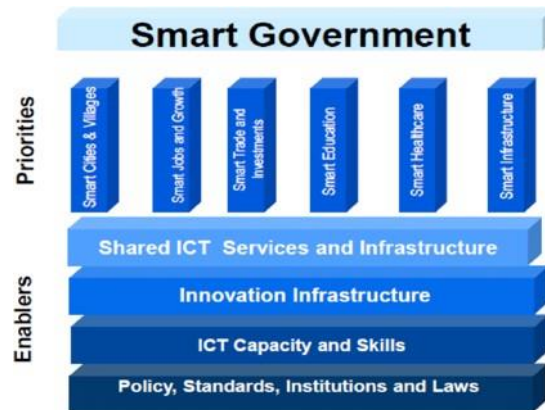 Smart Government
Priorities
Smart Cities & Villages
Smart Jobs and Growth
Smart Trade and
Investments
Smart Education
Smart Healthcare
Smart Infrastructure
Enablers
Shared ICT Services and Infrastructure
Innovation Infrastructure
ICT Capacity and Skills
Policy, Standards, Institutions and Laws